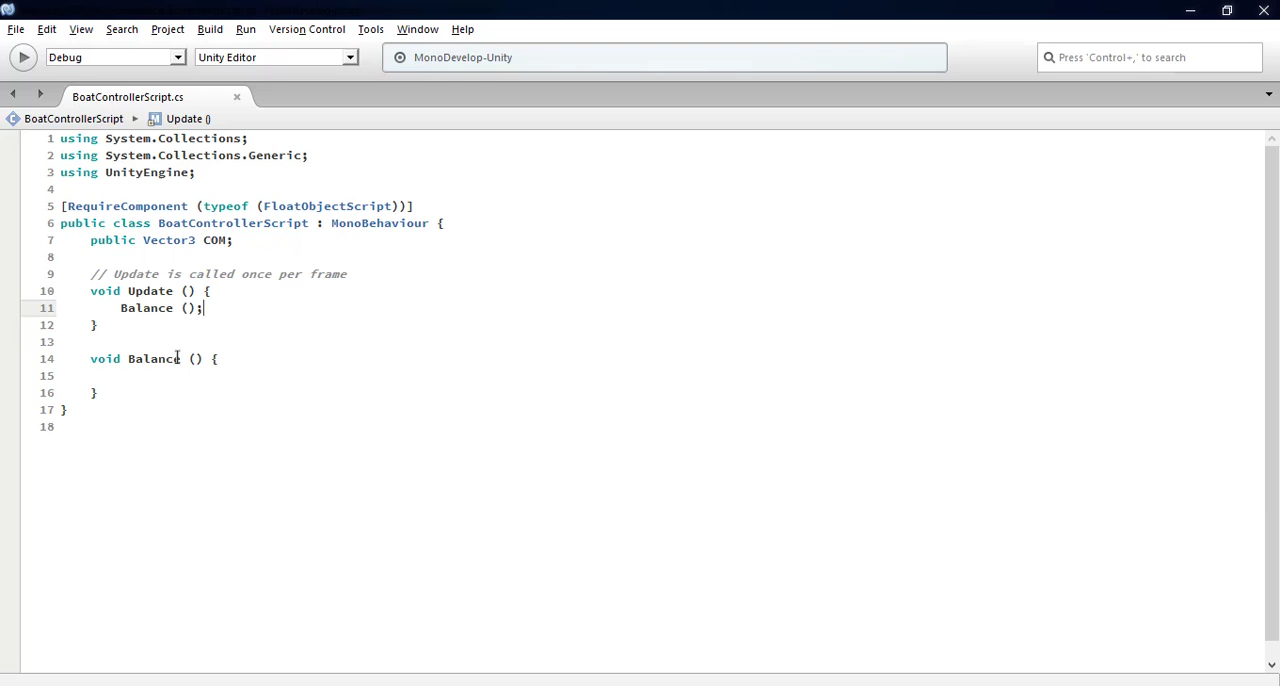 File Edit View Search Project Build Run Version Control Tools Window Help
Debug Unity Editor MonoDevelop-Unity Press 'Control+,' to search
BoatControllerScript.cs
BoatControllerScript Update ()
1 using System.Collections;
2 using System.Collections.Generic;
3 using UnityEngine;
4
5 [RequireComponent (typeof (FloatObjectScript))]
6 public class BoatControllerScript : MonoBehaviour {
7 public Vector3 COM;
8
9 // Update is called once per frame
10 void Update () {
11 Balance ();
12 }
13
14 void Balance () {
15
16 }
17 }
18